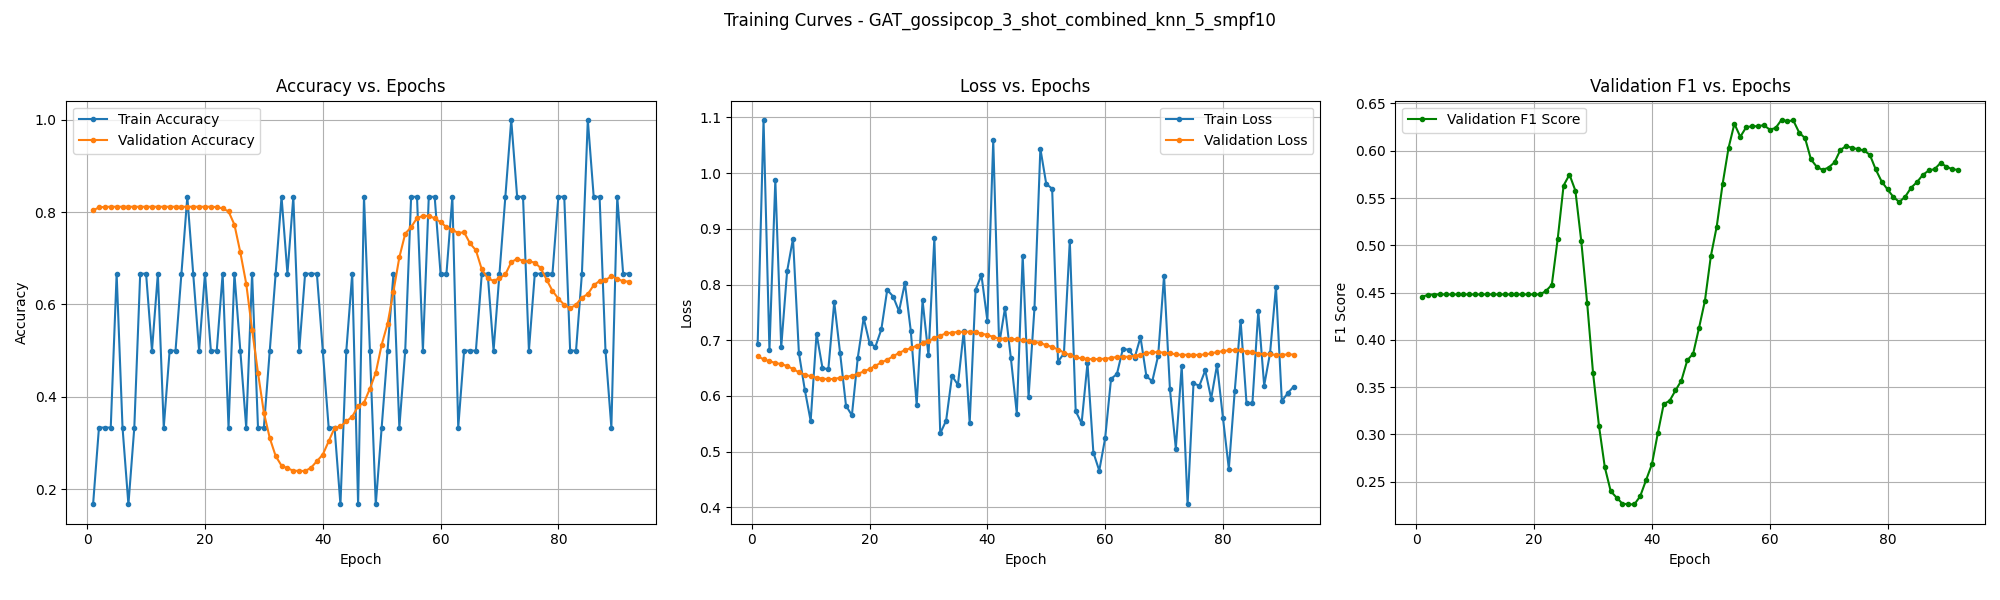 Training Curves - GAT_gossipcop_3_shot_combined_knn_5_smpf10
Accuracy vs. Epochs
Train Accuracy
Validation Accuracy
Accuracy
1.0
0.8
0.6
0.4
0.2
0 20 40 60 80
Epoch
Loss vs. Epochs
Train Loss
Validation Loss
Loss
1.1
1.0
0.9
0.8
0.7
0.6
0.5
0.4
0 20 40 60 80
Epoch
Validation F1 vs. Epochs
Validation F1 Score
F1 Score
0.65
0.60
0.55
0.50
0.45
0.40
0.35
0.30
0.25
0 20 40 60 80
Epoch